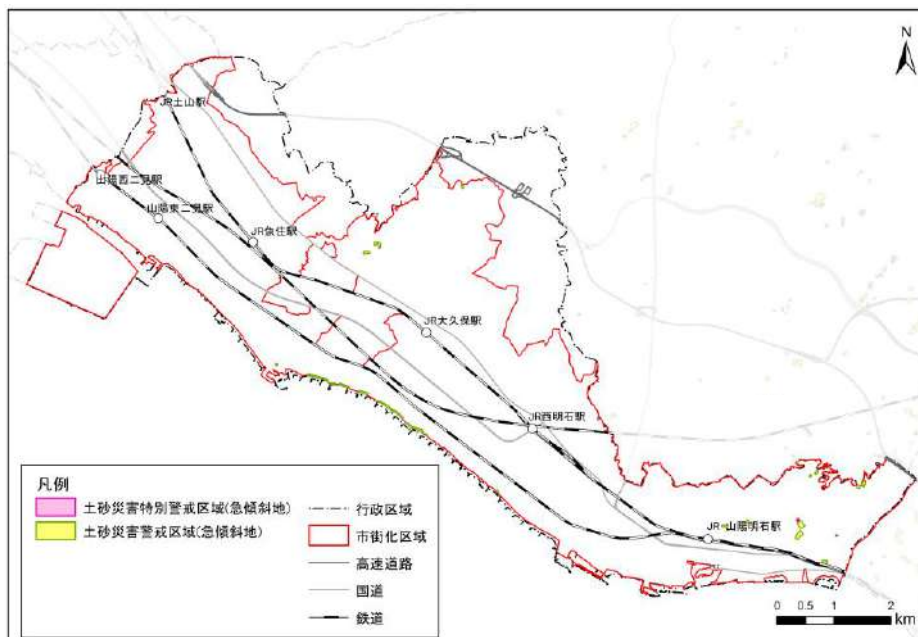 N
JR土山駅
山陽西二見駅
山陽東二見駅
JR魚住駅
JR大久保駅
JR西明石駅
JR・山陽明石駅
凡例
土砂災害特別警戒区域(急傾斜地)
土砂災害警戒区域(急傾斜地)
行政区域
市街化区域
高速道路
国道
鉄道
0 0.5 1 2
km